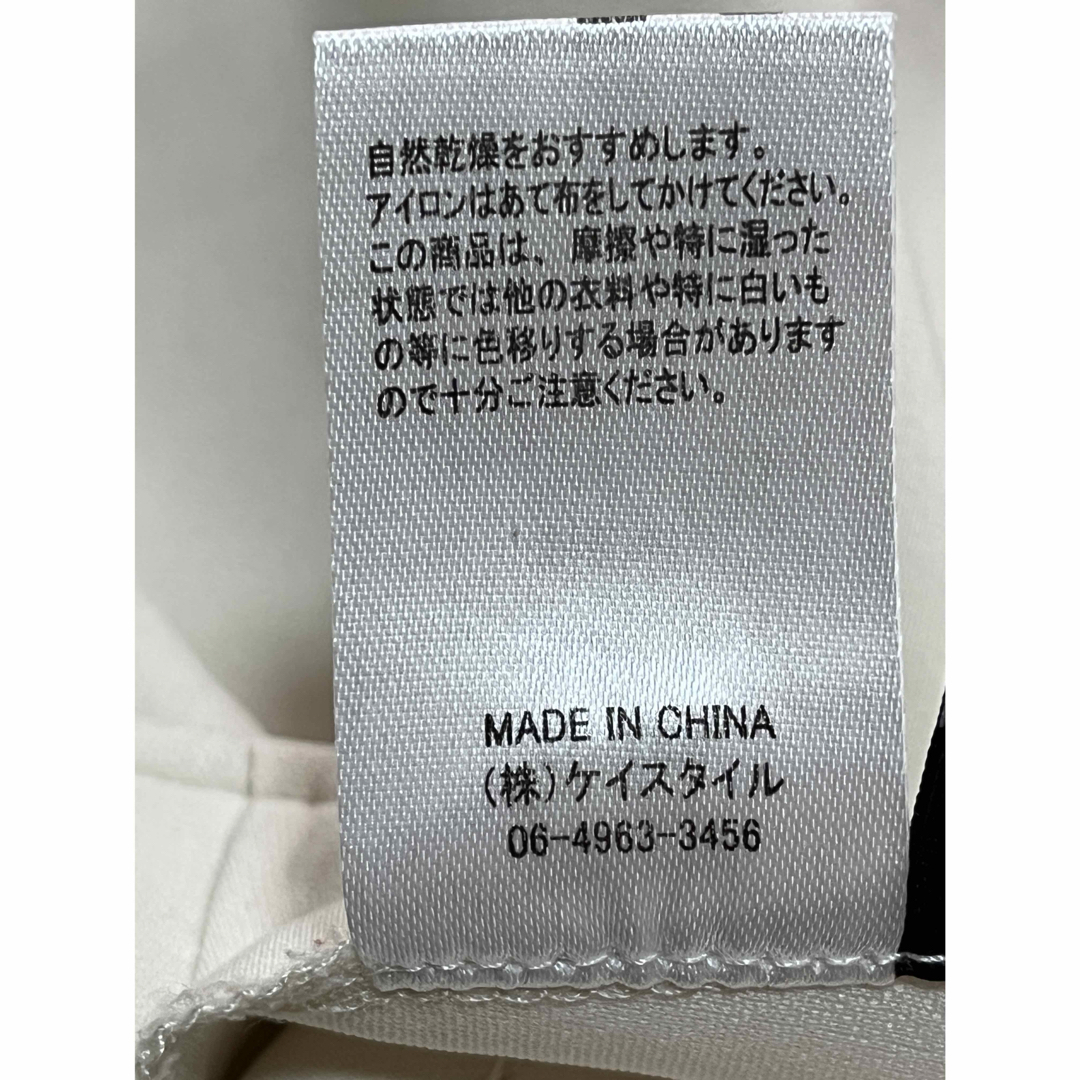 自然乾燥をおすすめします。
アイロンはあて布をしてかけてください。
この商品は、摩擦や特に湿った
状態では他の衣料や特に白いも
の等に色移りする場合があります
ので十分ご注意ください。
MADE IN CHINA
(株)ケイスタイル
06-4963-3456